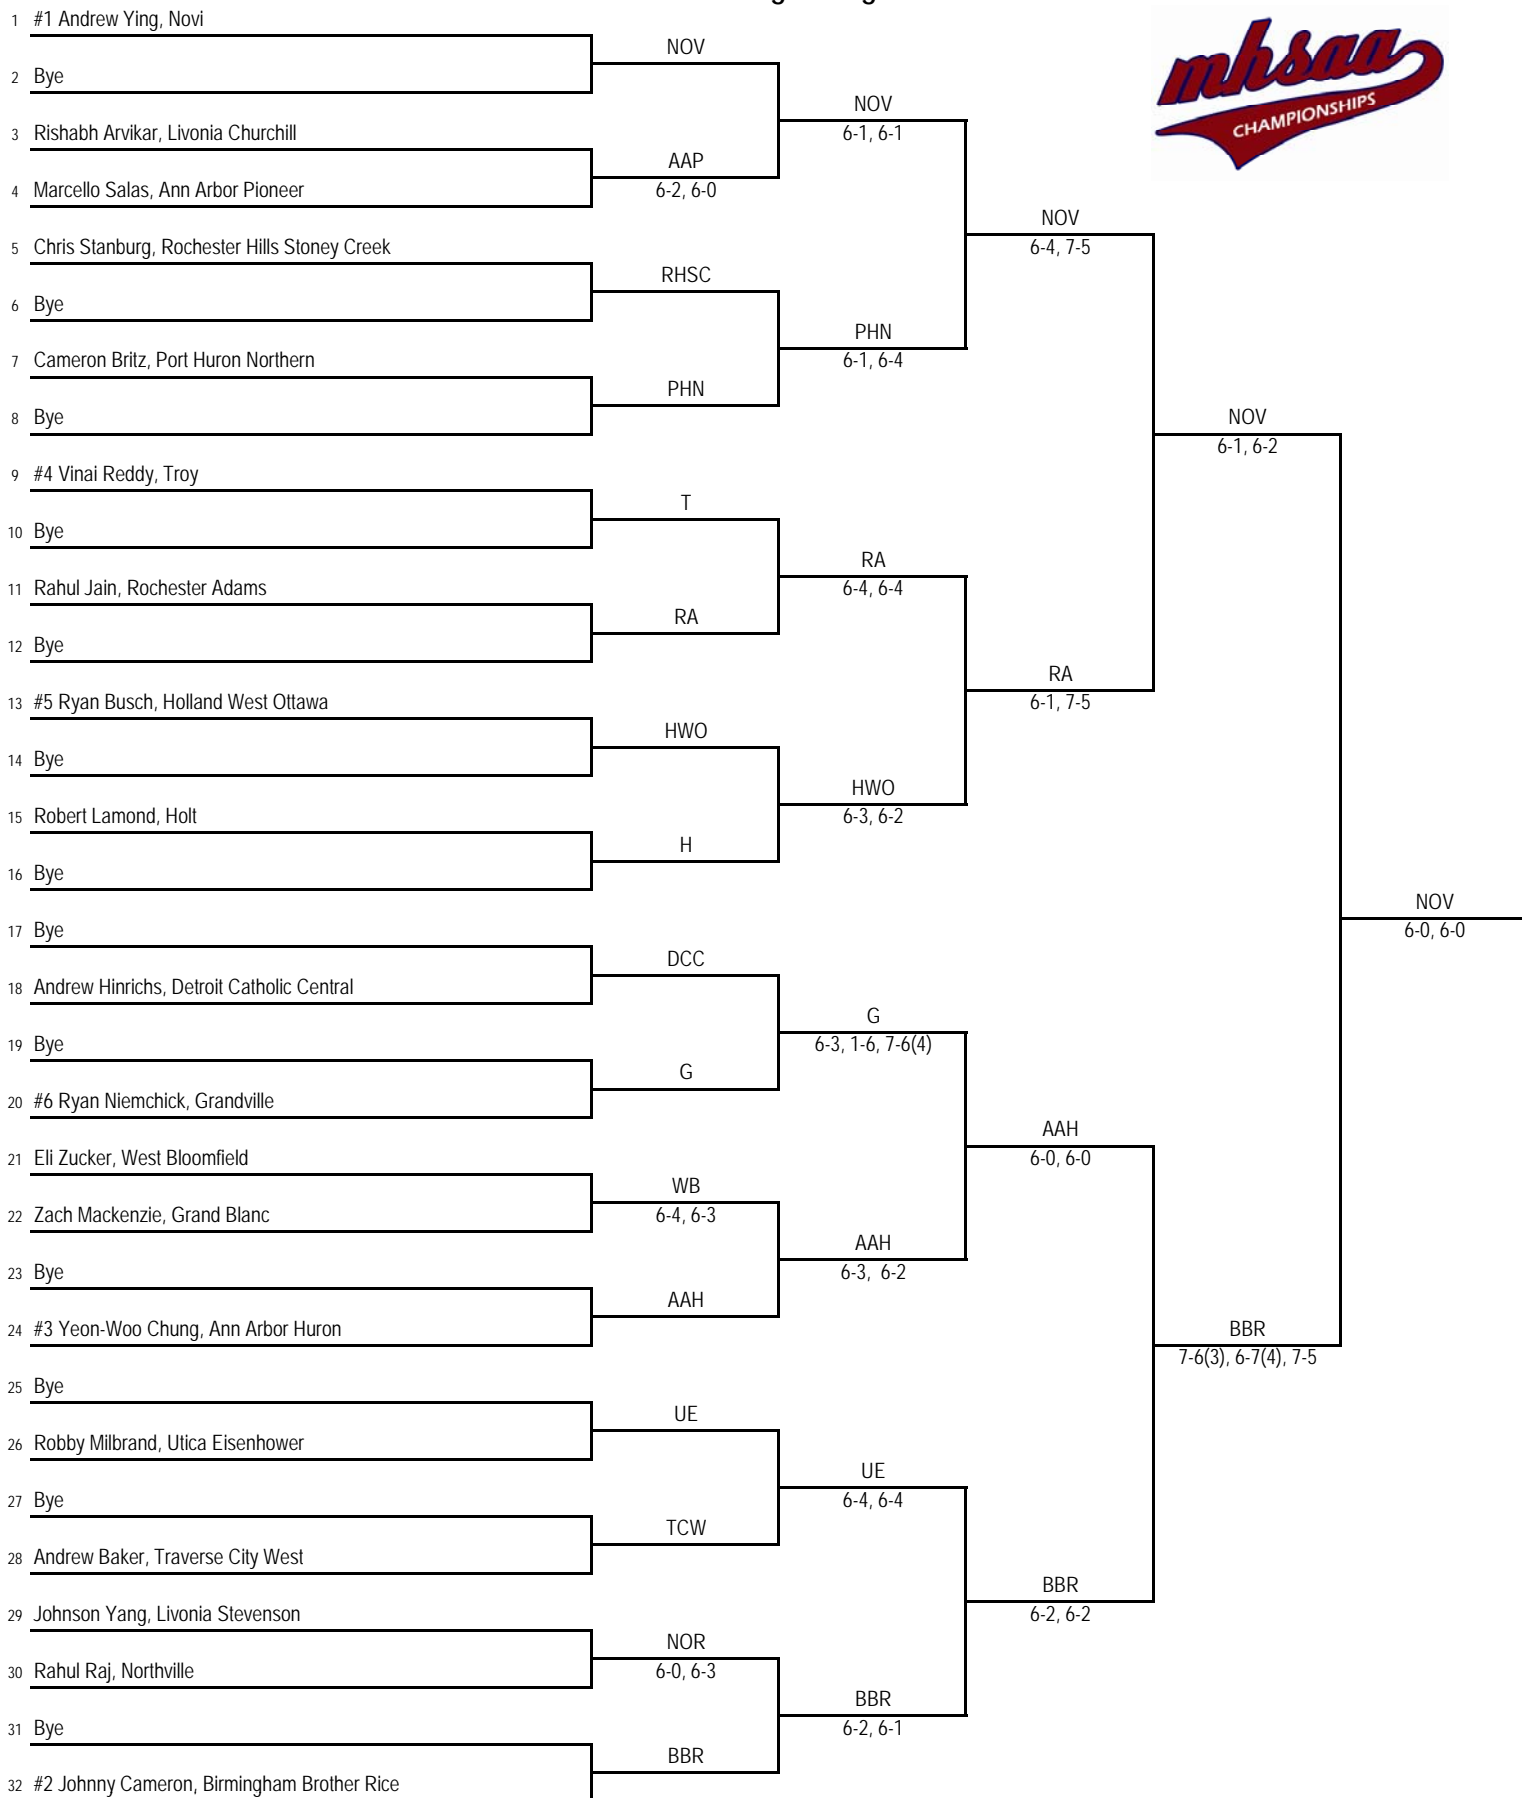 1 #1 Andrew Ying, Novi
2 Bye
3 Rishabh Arvikar, Livonia Churchill
4 Marcello Salas, Ann Arbor Pioneer
5 Chris Stanburg, Rochester Hills Stoney Creek
6 Bye
7 Cameron Britz, Port Huron Northern
8 Bye
9 #4 Vinai Reddy, Troy
10 Bye
11 Rahul Jain, Rochester Adams
12 Bye
13 #5 Ryan Busch, Holland West Ottawa
14 Bye
15 Robert Lamond, Holt
16 Bye
17 Bye
18 Andrew Hinrichs, Detroit Catholic Central
19 Bye
20 #6 Ryan Niemchick, Grandville
21 Eli Zucker, West Bloomfield
22 Zach Mackenzie, Grand Blanc
23 Bye
24 #3 Yeon-Woo Chung, Ann Arbor Huron
25 Bye
26 Robby Milbrand, Utica Eisenhower
27 Bye
28 Andrew Baker, Traverse City West
29 Johnson Yang, Livonia Stevenson
30 Rahul Raj, Northville
31 Bye
32 #2 Johnny Cameron, Birmingham Brother Rice
NOV
AAP
6-2, 6-0
RHSC
PHN
T
RA
HWO
H
DCC
G
WB
6-4, 6-3
AAH
UE
TCW
NOR
6-0, 6-3
BBR
NOV
6-1, 6-1
PHN
6-1, 6-4
RA
6-4, 6-4
HWO
6-3, 6-2
G
6-3, 1-6, 7-6(4)
AAH
6-3, 6-2
UE
6-4, 6-4
BBR
6-2, 6-1
NOV
6-4, 7-5
RA
6-1, 7-5
AAH
6-0, 6-0
BBR
6-2, 6-2
NOV
6-1, 6-2
BBR
7-6(3), 6-7(4), 7-5
NOV
6-0, 6-0
mhsaa
CHAMPIONSHIPS